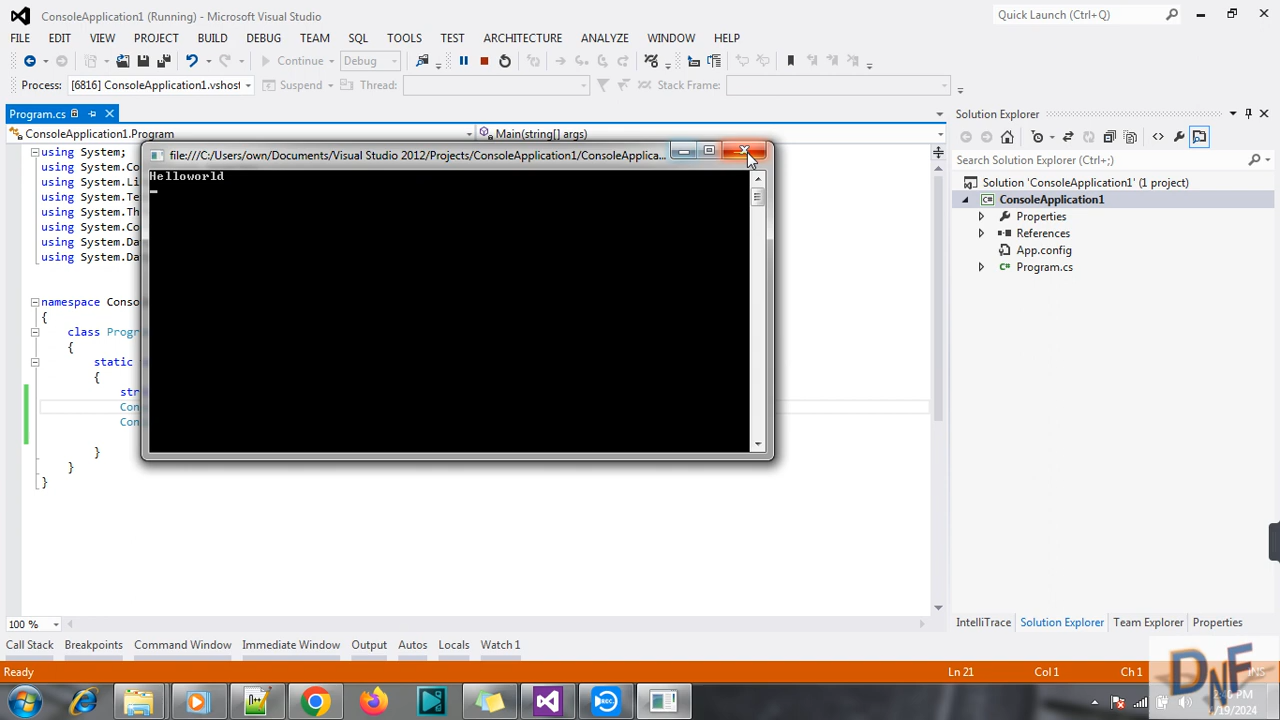 ConsoleApplication1 (Running) - Microsoft Visual Studio
Quick Launch (Ctrl+Q)
FILE EDIT VIEW PROJECT BUILD DEBUG TEAM SQL TOOLS TEST ARCHITECTURE ANALYZE WINDOW HELP
Continue Debug
Process: [6816] ConsoleApplication1.vshost Suspend Thread: Stack Frame:
Program.cs
ConsoleApplication1.Program Main(string[] args)
file:///C:/Users/own/Documents/Visual Studio 2012/Projects/ConsoleApplication1/ConsoleApplica...
Helloworld
using System;
using System.Co
using System.Li
using System.Te
using System.Th
using System.Co
using System.Da
using System.Da
namespace Conso
{
class Progr
{
static
{
str
Con
Con
}
}
}
Solution Explorer
Search Solution Explorer (Ctrl+;)
Solution 'ConsoleApplication1' (1 project)
C# ConsoleApplication1
Properties
References
App.config
C# Program.cs
100 %
IntelliTrace Solution Explorer Team Explorer Properties
Call Stack Breakpoints Command Window Immediate Window Output Autos Locals Watch 1
Ready Ln 21 Col 1 Ch 1 INS
DNF
REC